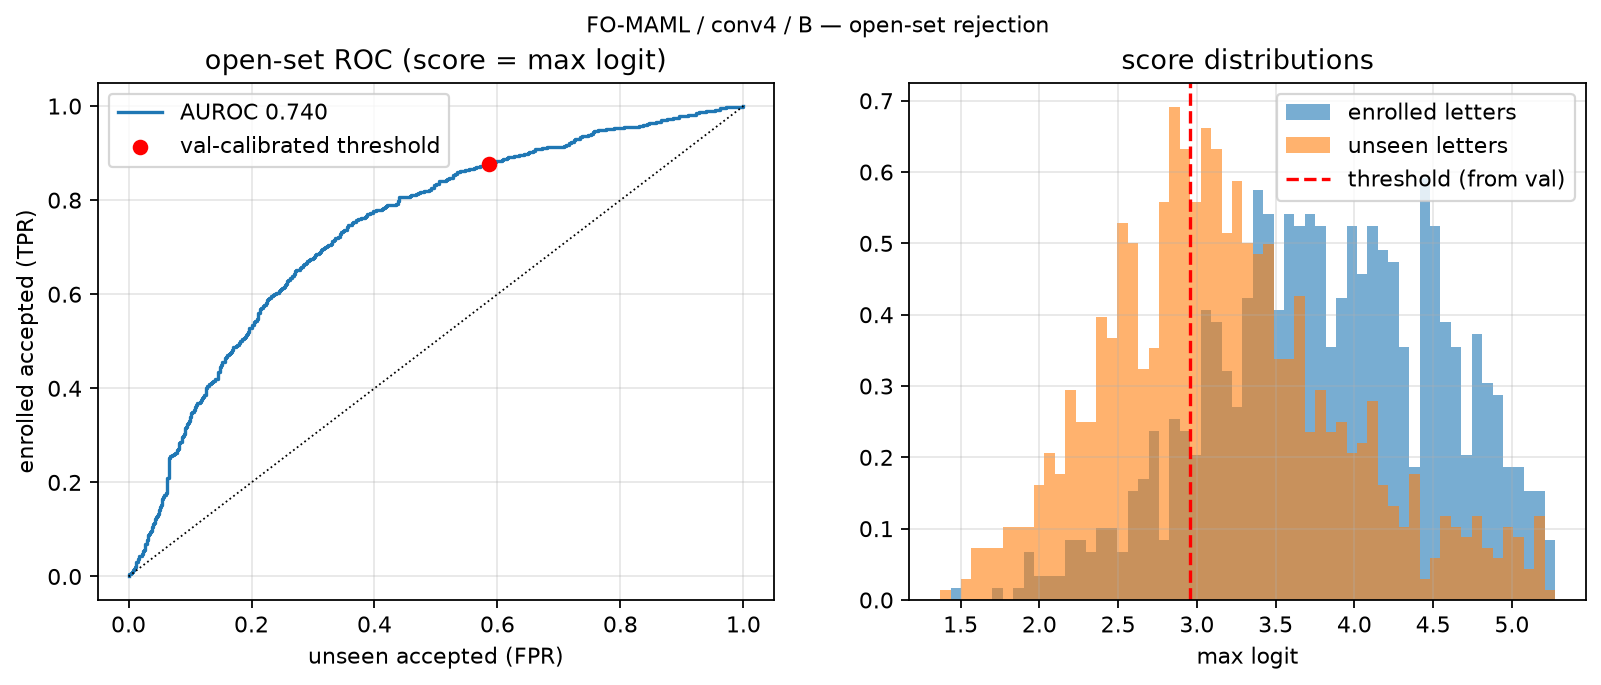 FO-MAML / conv4 / B — open-set rejection
open-set ROC (score = max logit)
AUROC 0.740
val-calibrated threshold
enrolled accepted (TPR)
1.0
0.8
0.6
0.4
0.2
0.0
0.0 0.2 0.4 0.6 0.8 1.0
unseen accepted (FPR)
score distributions
enrolled letters
unseen letters
threshold (from val)
0.7
0.6
0.5
0.4
0.3
0.2
0.1
0.0
1.5 2.0 2.5 3.0 3.5 4.0 4.5 5.0
max logit